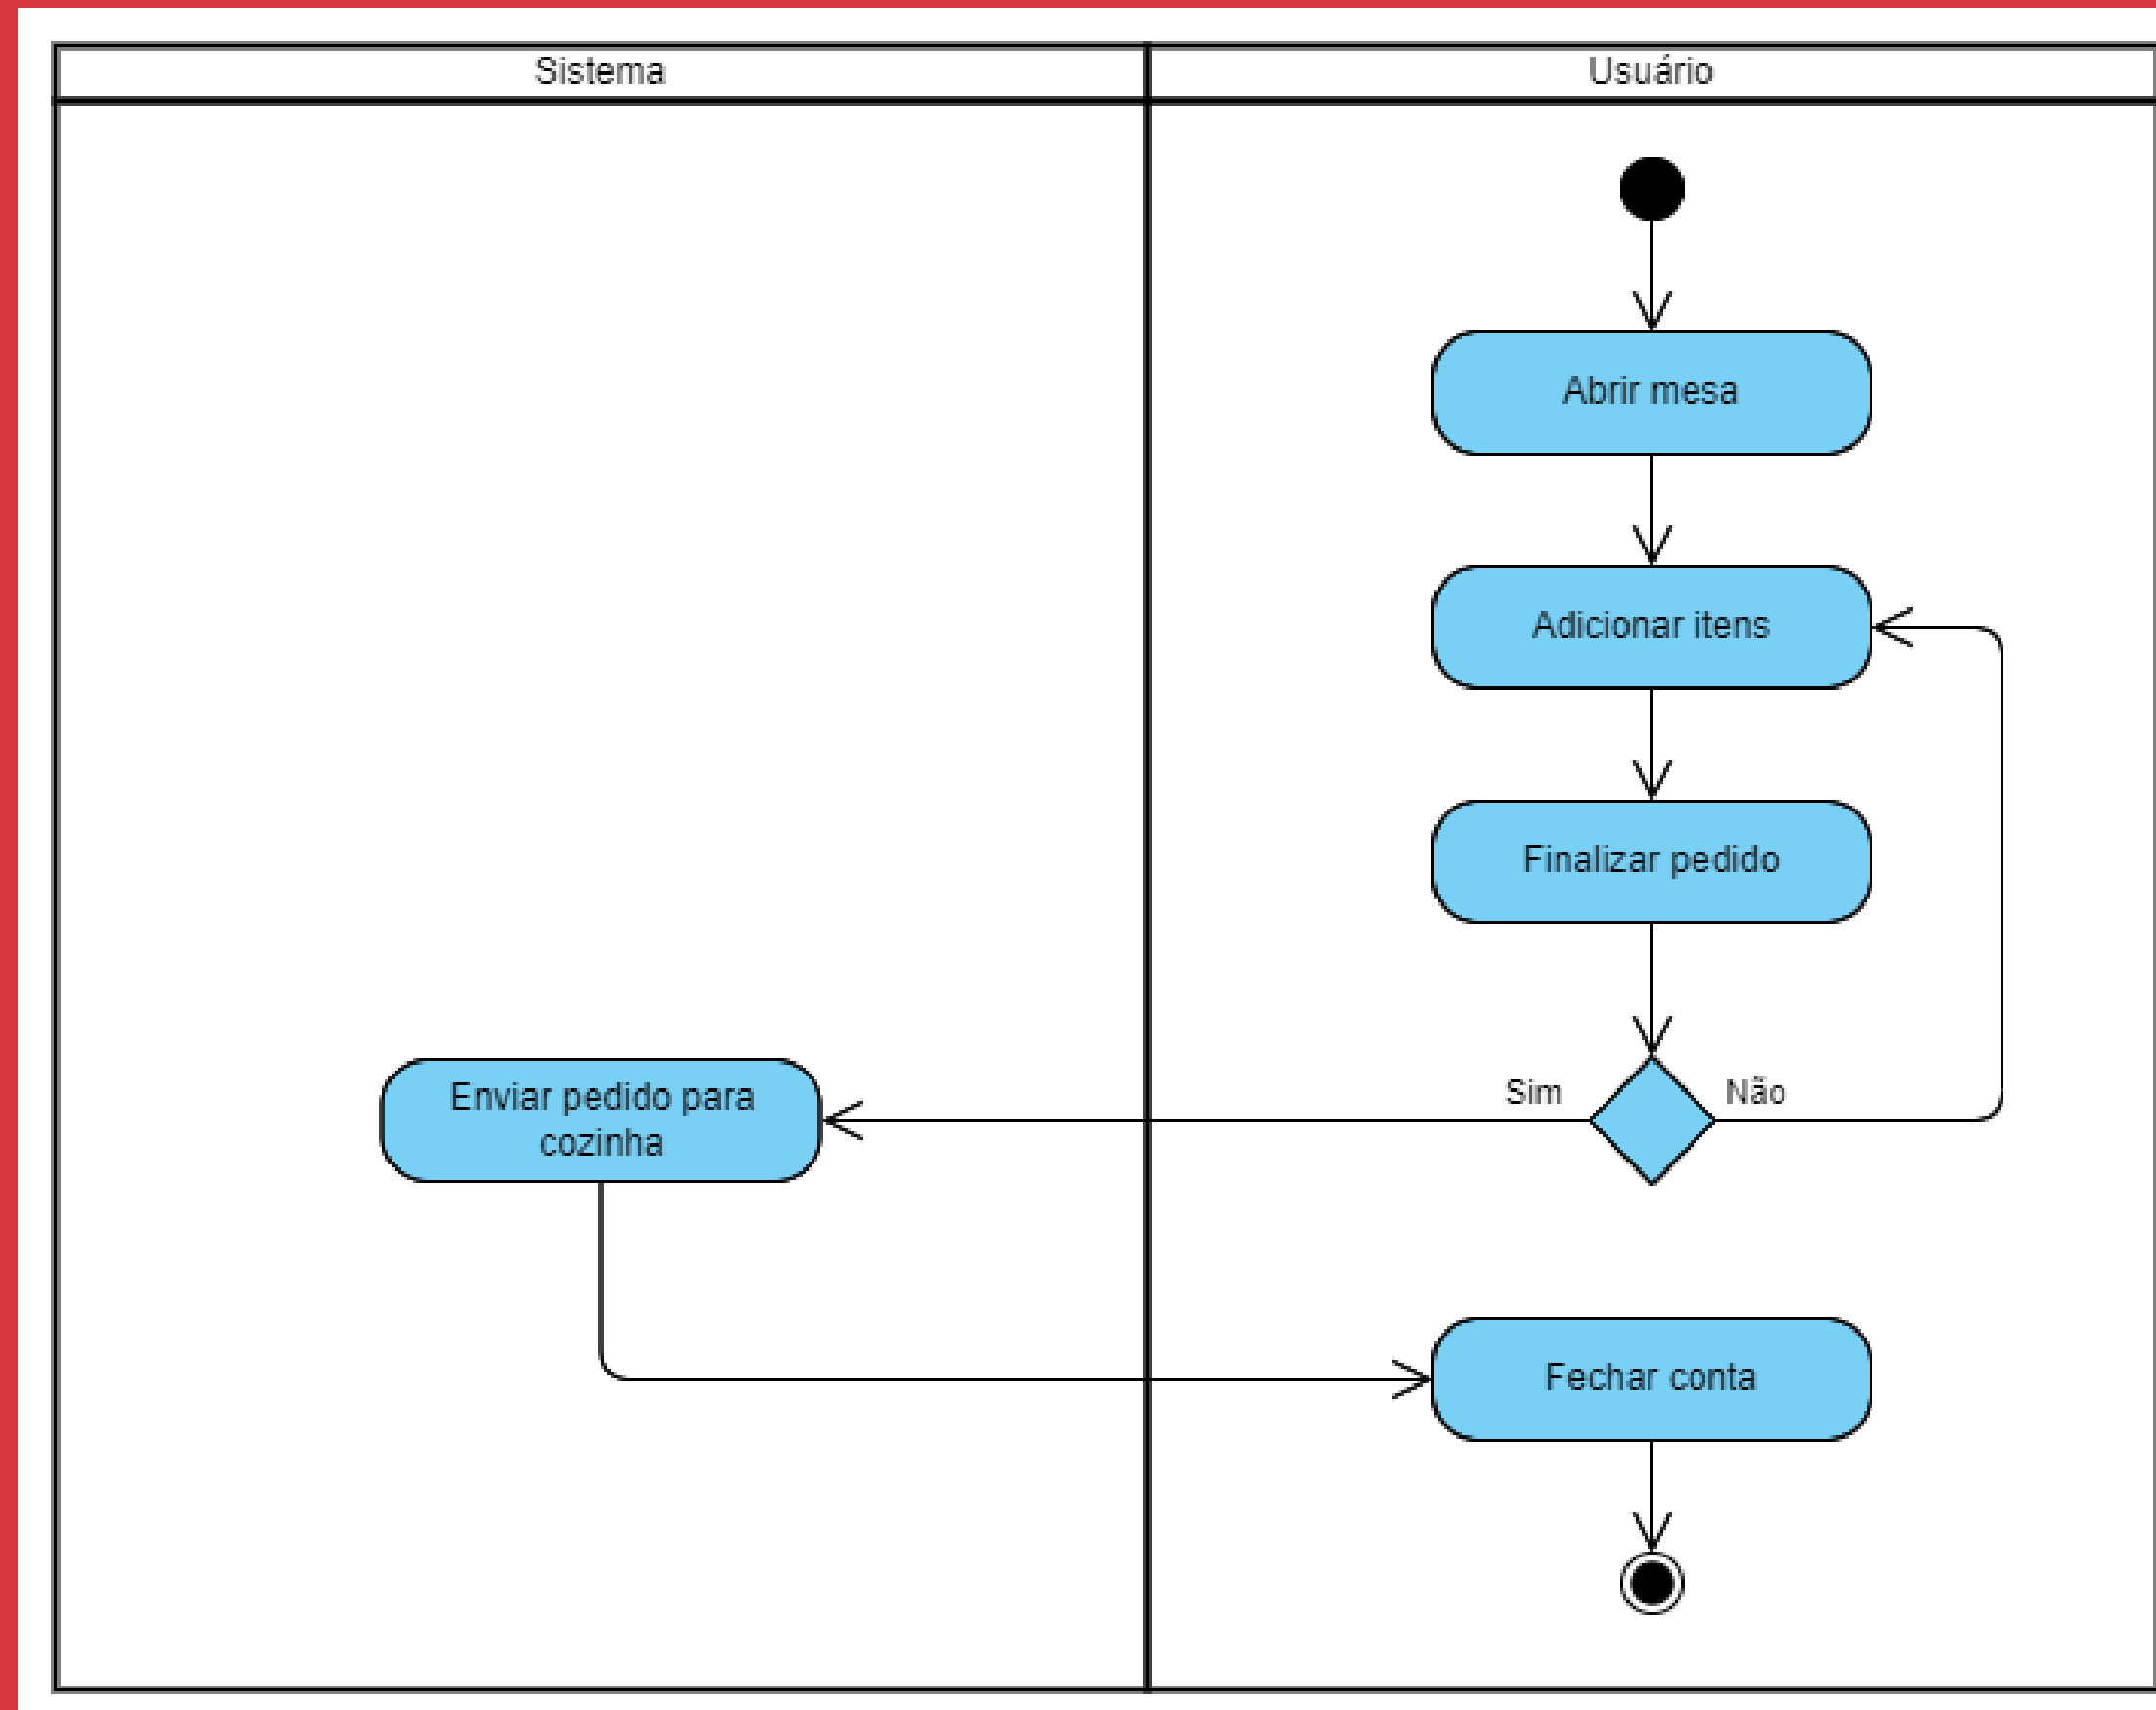 Sistema
Usuário
Abrir mesa
Adicionar itens
Finalizar pedido
Sim
Não
Enviar pedido para
cozinha
Fechar conta